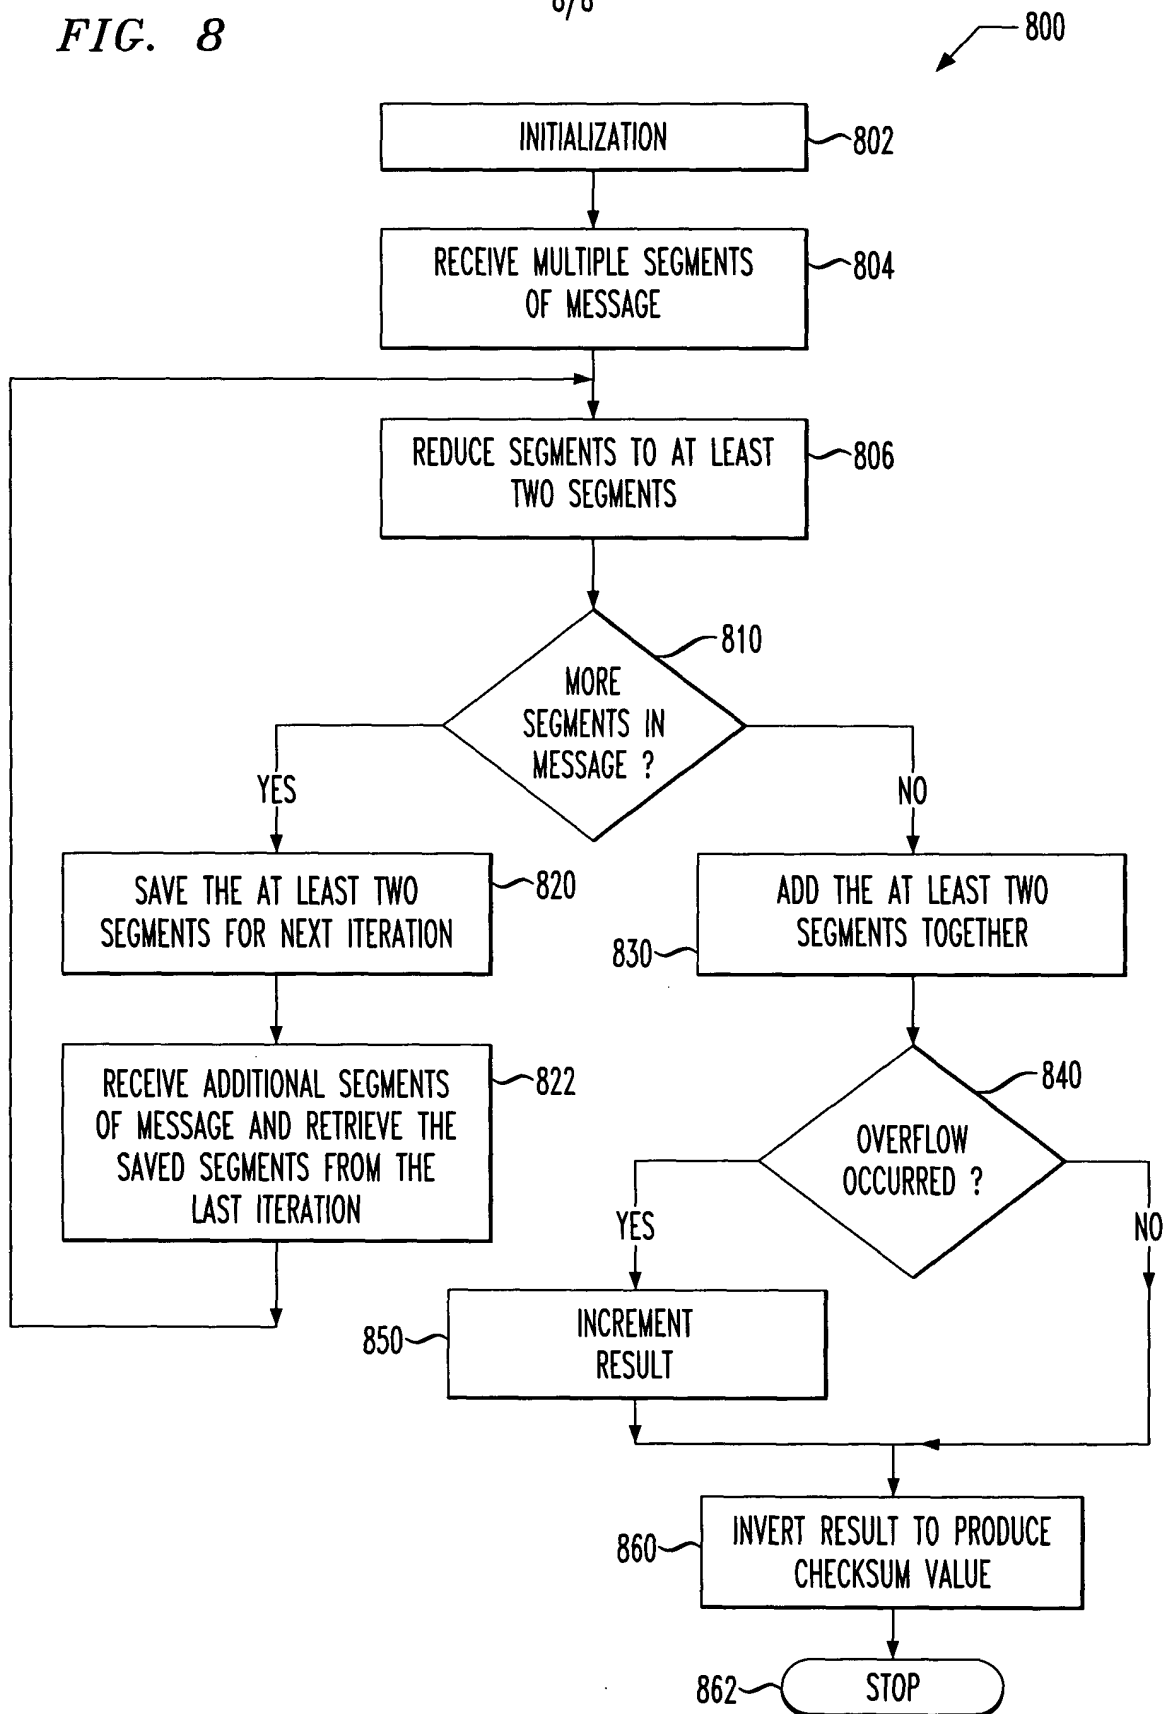 8/8
FIG. 8
800
INITIALIZATION
802
RECEIVE MULTIPLE SEGMENTS
OF MESSAGE
804
REDUCE SEGMENTS TO AT LEAST
TWO SEGMENTS
806
MORE
SEGMENTS IN
MESSAGE ?
810
YES
NO
SAVE THE AT LEAST TWO
SEGMENTS FOR NEXT ITERATION
820
ADD THE AT LEAST TWO
SEGMENTS TOGETHER
830
RECEIVE ADDITIONAL SEGMENTS
OF MESSAGE AND RETRIEVE THE
SAVED SEGMENTS FROM THE
LAST ITERATION
822
OVERFLOW
OCCURRED ?
840
YES
NO
INCREMENT
RESULT
850
INVERT RESULT TO PRODUCE
CHECKSUM VALUE
860
STOP
862